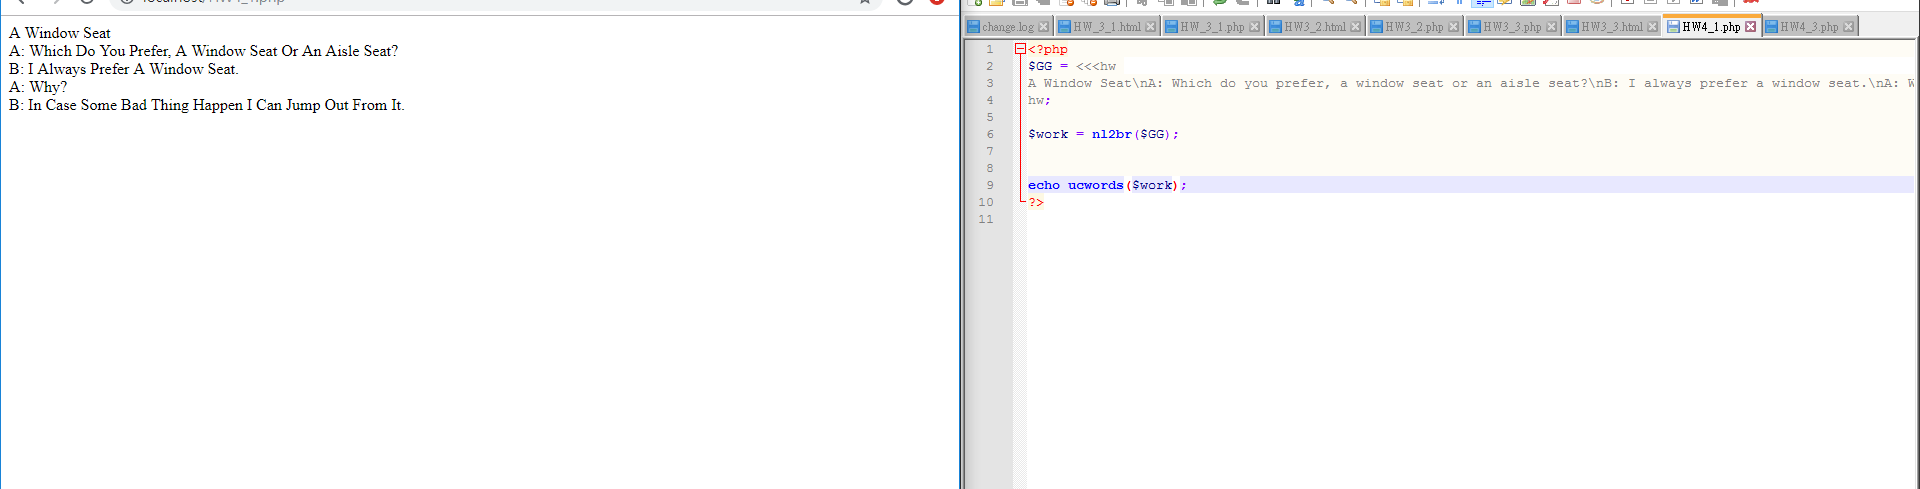 A Window Seat
A: Which Do You Prefer, A Window Seat Or An Aisle Seat?
B: I Always Prefer A Window Seat.
A: Why?
B: In Case Some Bad Thing Happen I Can Jump Out From It.
change.log HW_3_1.html HW_3_1.php HW3_2.html HW3_2.php HW3_3.php HW3_3.html HW4_1.php HW4_3.php
1 <?php
2 $GG = <<<hw
3 A Window Seat\nA: Which do you prefer, a window seat or an aisle seat?\nB: I always prefer a window seat.\nA: W
4 hw;
5
6 $work = nl2br($GG);
7
8
9 echo ucwords($work);
10 ?>
11